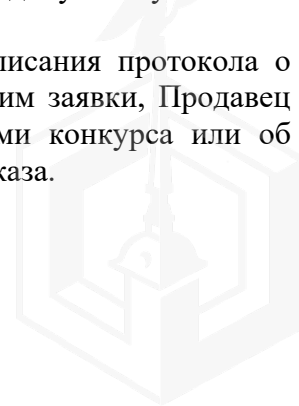 писания протокола о
им заявки, Продавец
ми конкурса или об
каза.